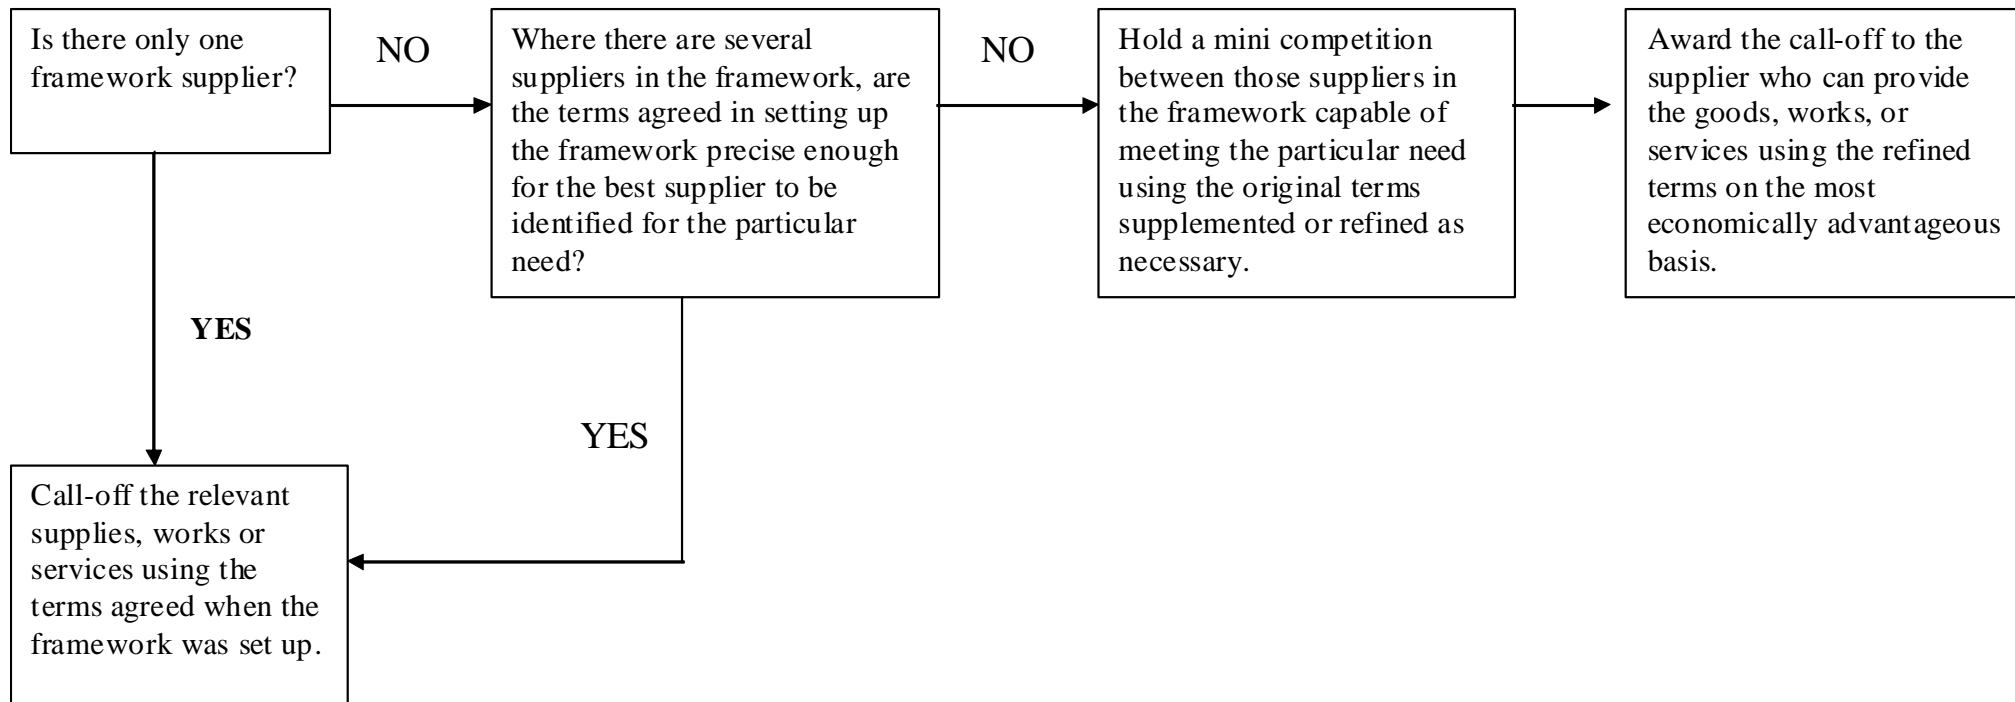 Is there only one
framework supplier?
NO
Where there are several
suppliers in the framework, are
the terms agreed in setting up
the framework precise enough
for the best supplier to be
identified for the particular
need?
NO
Hold a mini competition
between those suppliers in
the framework capable of
meeting the particular need
using the original terms
supplemented or refined as
necessary.
Award the call-off to the
supplier who can provide
the goods, works, or
services using the refined
terms on the most
economically advantageous
basis.
YES
YES
Call-off the relevant
supplies, works or
services using the
terms agreed when the
framework was set up.